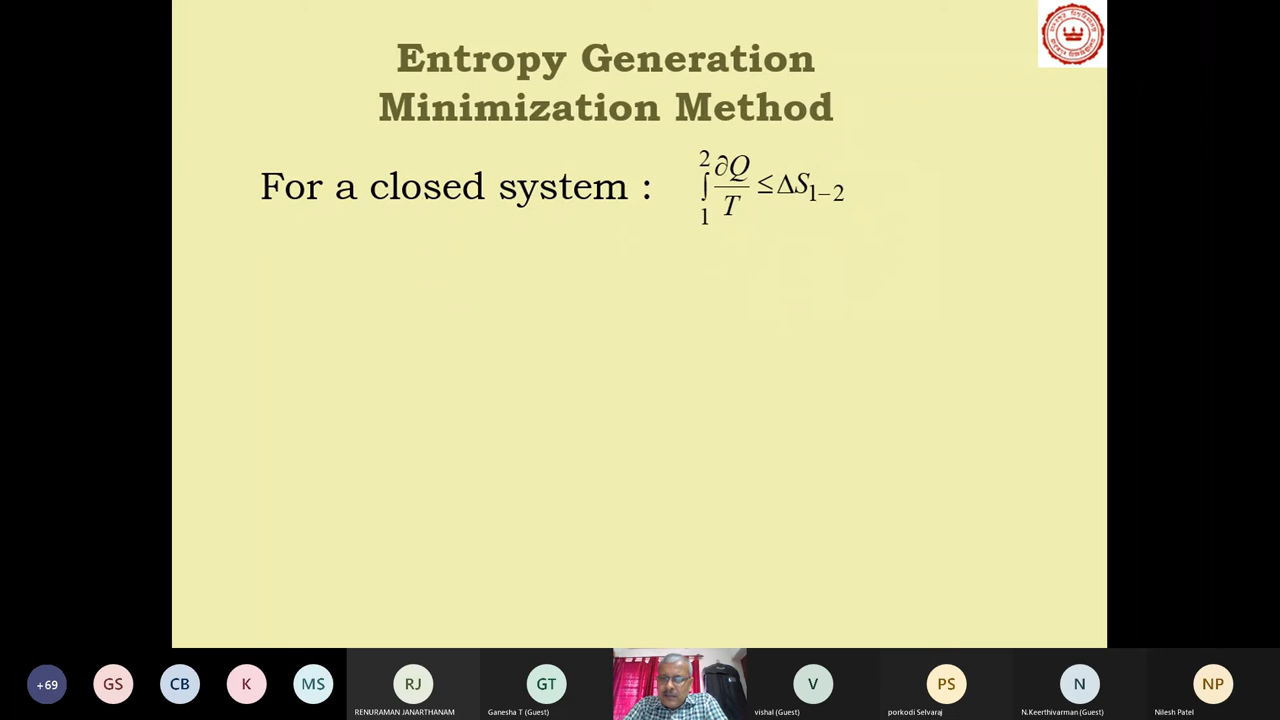 Entropy Generation
Minimization Method
For a closed system : ∫₁² ∂Q/T ≤ ΔS₁₋₂
+69 GS CB K MS RJ GT V PS N NP
RENURAMAN JANARTHANAM Ganesha T (Guest) vishal (Guest) porkodi Selvaraj N.Keerthivarman (Guest) Nilesh Patel